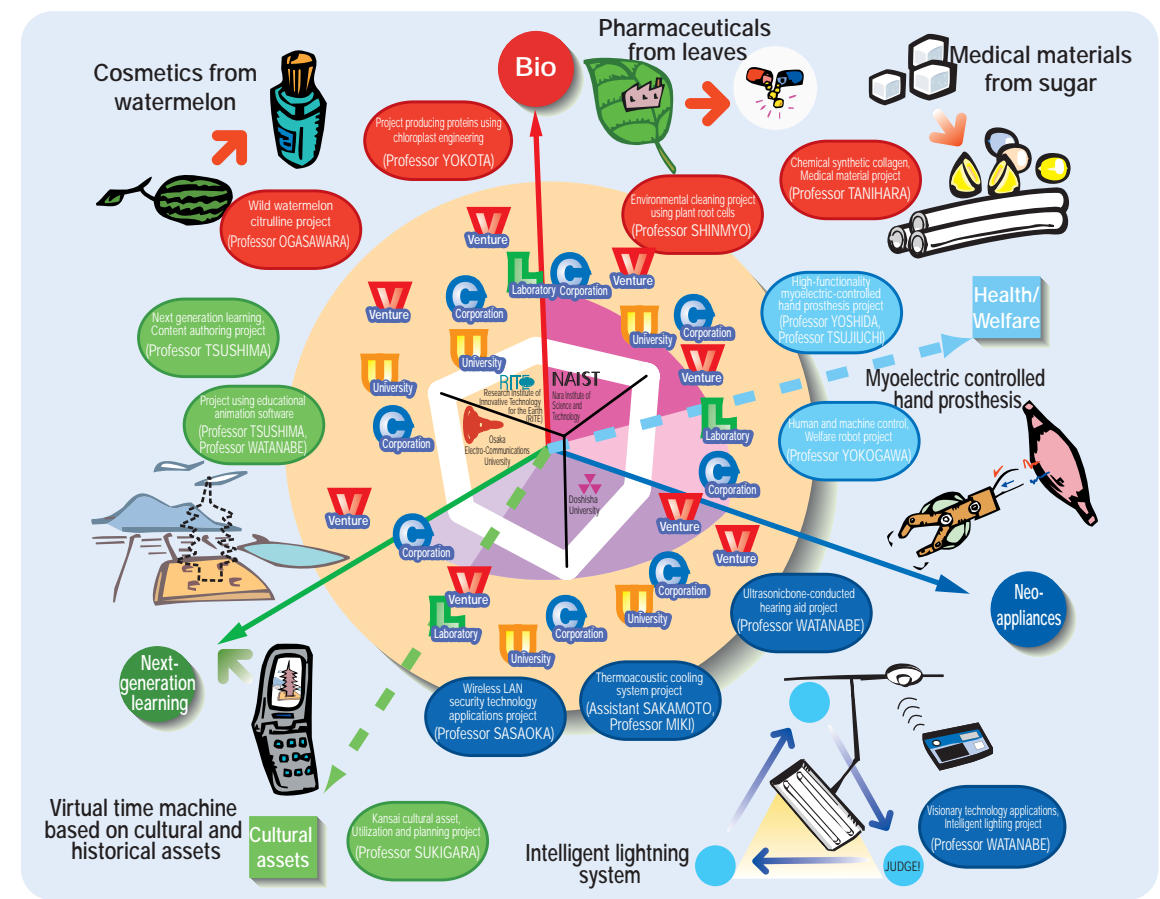 Cosmetics from
watermelon
Bio
Pharmaceuticals
from leaves
Medical materials
from sugar
Project producing proteins using
chloroplast engineering
(Professor YOKOTA)
Wild watermelon
citrulline project
(Professor OGASAWARA)
Environmental cleaning project
using plant root cells
(Professor SHINMYO)
Chemical synthetic collagen,
Medical material project
(Professor TANIHARA)
High-functionality
myoelectric-controlled
hand prosthesis project
(Professor YOSHIDA,
Professor TSUJIUCHI)
Health/
Welfare
Next generation learning,
Content authoring project
(Professor TSUSHIMA)
Project using educational
animation software
(Professor TSUSHIMA,
Professor WATANABE)
Myoelectric controlled
hand prosthesis
Human and machine control,
Welfare robot project
(Professor YOKOGAWA)
V
Venture
L
Laboratory
C
Corporation
V
Venture
V
Venture
C
Corporation
U
University
C
Corporation
U
University
U
University
V
Venture
C
Corporation
L
Laboratory
RITE
Research Institute of
Innovative Technology
for the Earth
(RITE)
NAIST
Nara Institute of
Science and
Technology
Osaka
Electro-Communications
University
Doshisha
University
C
Corporation
V
Venture
V
Venture
C
Corporation
V
Venture
V
Venture
C
Corporation
L
Laboratory
U
University
C
Corporation
U
University
Ultrasonicbone-conducted
hearing aid project
(Professor WATANABE)
Neo-
appliances
Next-
generation
learning
Wireless LAN
security technology
applications project
(Professor SASAOKA)
Thermoacoustic cooling
system project
(Assistant SAKAMOTO,
Professor MIKI)
Virtual time machine
based on cultural and
historical assets
Cultural
assets
Kansai cultural asset,
Utilization and planning project
(Professor SUKIGARA)
Intelligent lightning
system
JUDGE!
Visionary technology applications,
Intelligent lighting project
(Professor WATANABE)